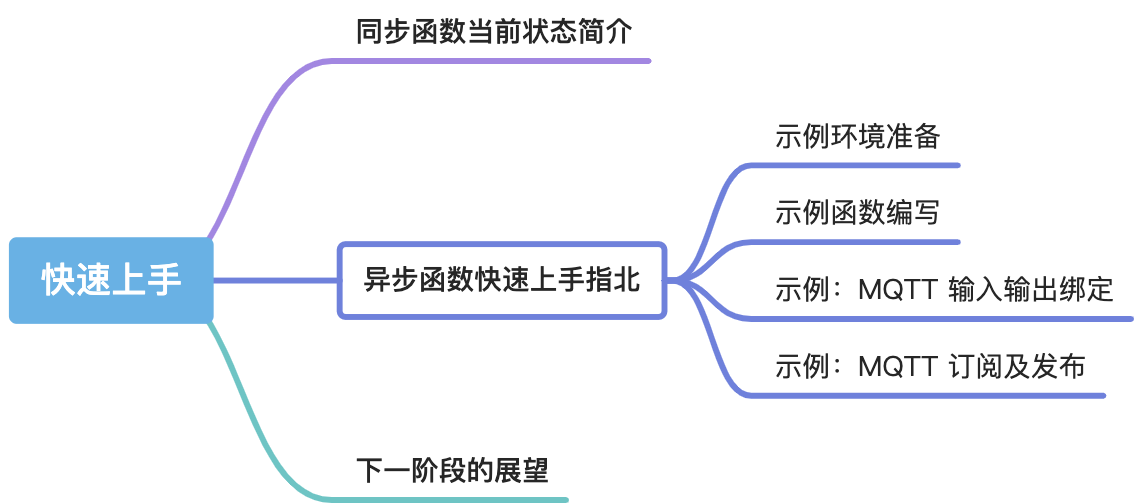 同步函数当前状态简介
示例环境准备
示例函数编写
快速上手
异步函数快速上手指北
示例：MQTT 输入输出绑定
示例：MQTT 订阅及发布
下一阶段的展望